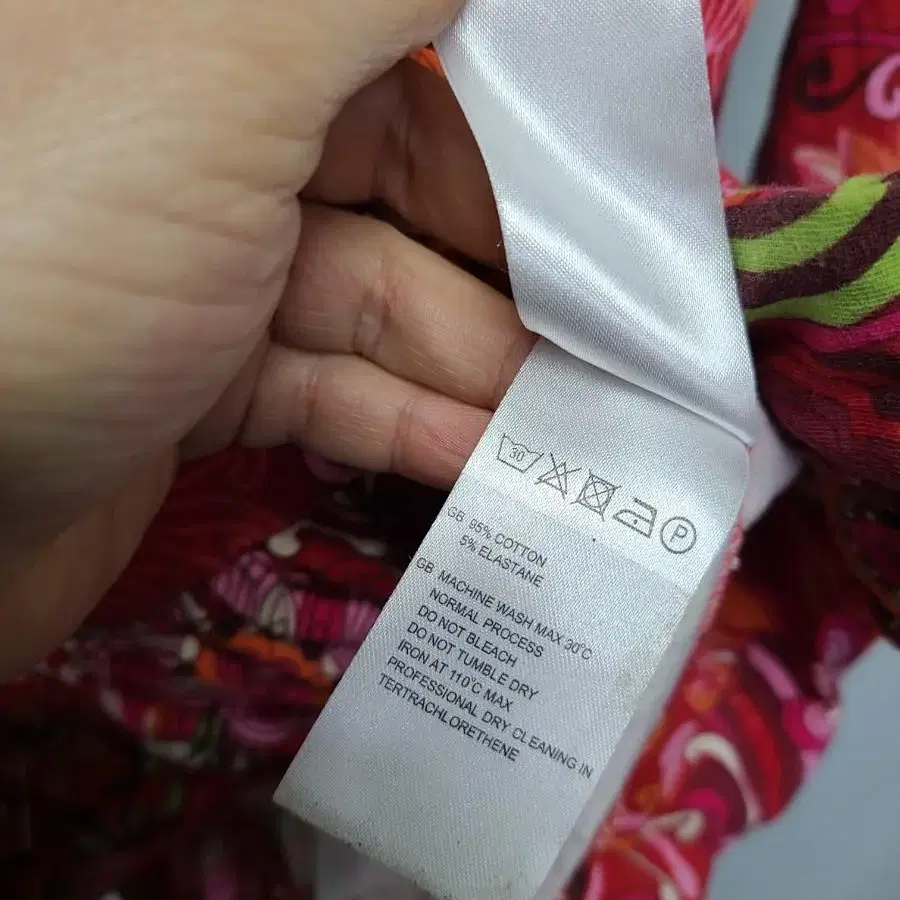 30
P
GB 95% COTTON
5% ELASTANE
GB MACHINE WASH MAX 30°C
NORMAL PROCESS
DO NOT BLEACH
DO NOT TUMBLE DRY
IRON AT 110°C MAX
PROFESSIONAL DRY CLEANING IN
TERTRACHLORETHENE